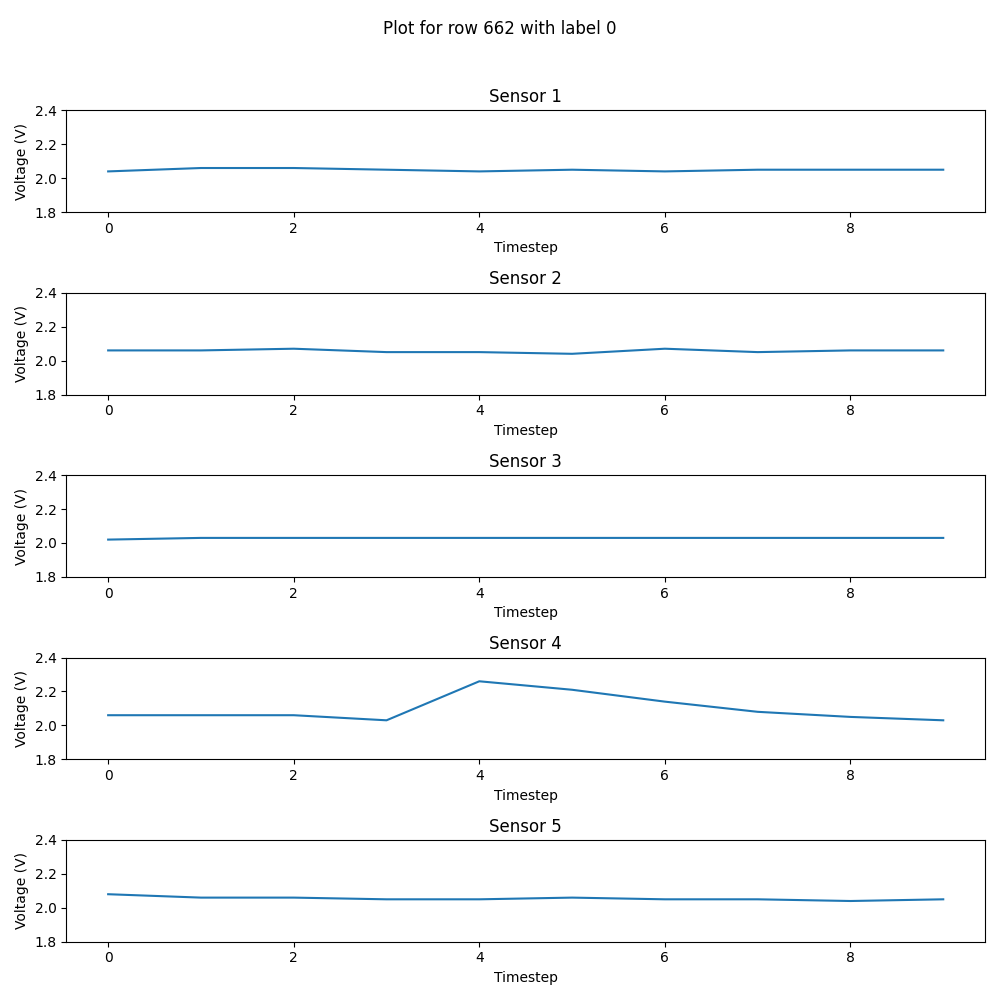 Plot for row 662 with label 0
Sensor 1
Voltage (V)
2.4
2.2
2.0
1.8
0 2 4 6 8
Timestep
Sensor 2
Voltage (V)
2.4
2.2
2.0
1.8
0 2 4 6 8
Timestep
Sensor 3
Voltage (V)
2.4
2.2
2.0
1.8
0 2 4 6 8
Timestep
Sensor 4
Voltage (V)
2.4
2.2
2.0
1.8
0 2 4 6 8
Timestep
Sensor 5
Voltage (V)
2.4
2.2
2.0
1.8
0 2 4 6 8
Timestep